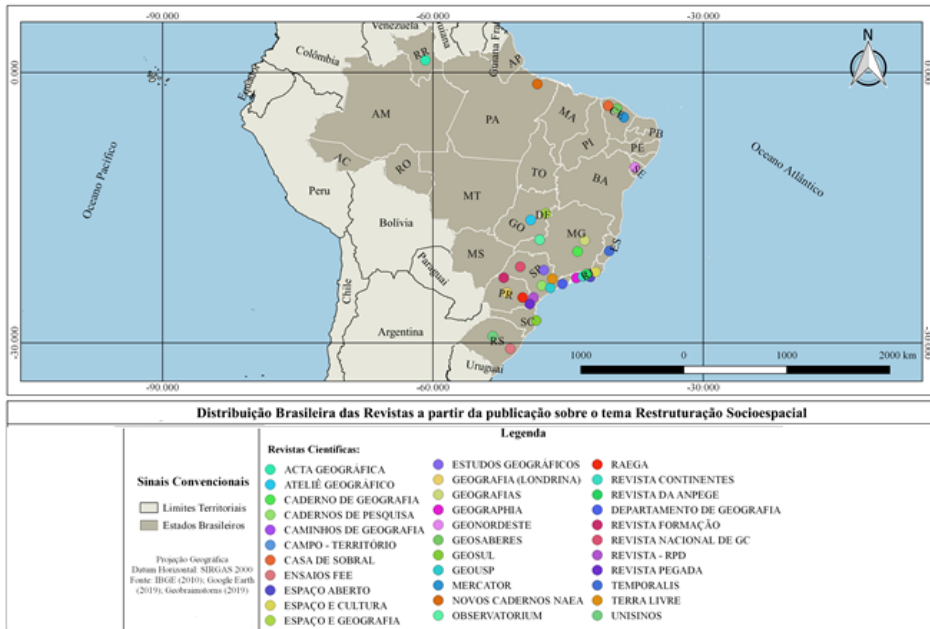 -90.000 -60.000 -30.000
Venezuela
Guiana
Guiana Fra
Colômbia
RR
AP
N
0.000 0.000
Equador
AM
PA
MA
CE
PB
PI
PE
AC
RO
TO
SE
BA
Oceano Pacífico
Oceano Atlântico
Peru
MT
DF
GO
Bolívia
MG
ES
MS
SP
RJ
Paraguai
PR
Chile
SC
Argentina
RS
-30.000 -30.000
Uruguai
1000 0 1000 2000 km
-90.000 -60.000 -30.000
Distribuição Brasileira das Revistas a partir da publicação sobre o tema Restruturação Socioespacial
Legenda
Sinais Convencionais
Limites Territoriais
Estados Brasileiros
Projeção Geográfica
Datum Horizontal: SIRGAS 2000
Fonte: IBGE (2010); Google Earth
(2019); Geobrainstorms (2019)
Revistas Científicas:
ACTA GEOGRÁFICA
ATELIÊ GEOGRÁFICO
CADERNO DE GEOGRAFIA
CADERNOS DE PESQUISA
CAMINHOS DE GEOGRAFIA
CAMPO - TERRITÓRIO
CASA DE SOBRAL
ENSAIOS FEE
ESPAÇO ABERTO
ESPAÇO E CULTURA
ESPAÇO E GEOGRAFIA
ESTUDOS GEOGRÁFICOS
GEOGRAFIA (LONDRINA)
GEOGRAFIAS
GEOGRAPHIA
GEONORDESTE
GEOSABERES
GEOSUL
GEOUSP
MERCATOR
NOVOS CADERNOS NAEA
OBSERVATORIUM
RAEGA
REVISTA CONTINENTES
REVISTA DA ANPEGE
DEPARTAMENTO DE GEOGRAFIA
REVISTA FORMAÇÃO
REVISTA NACIONAL DE GC
REVISTA - RPD
REVISTA PEGADA
TEMPORALIS
TERRA LIVRE
UNISINOS